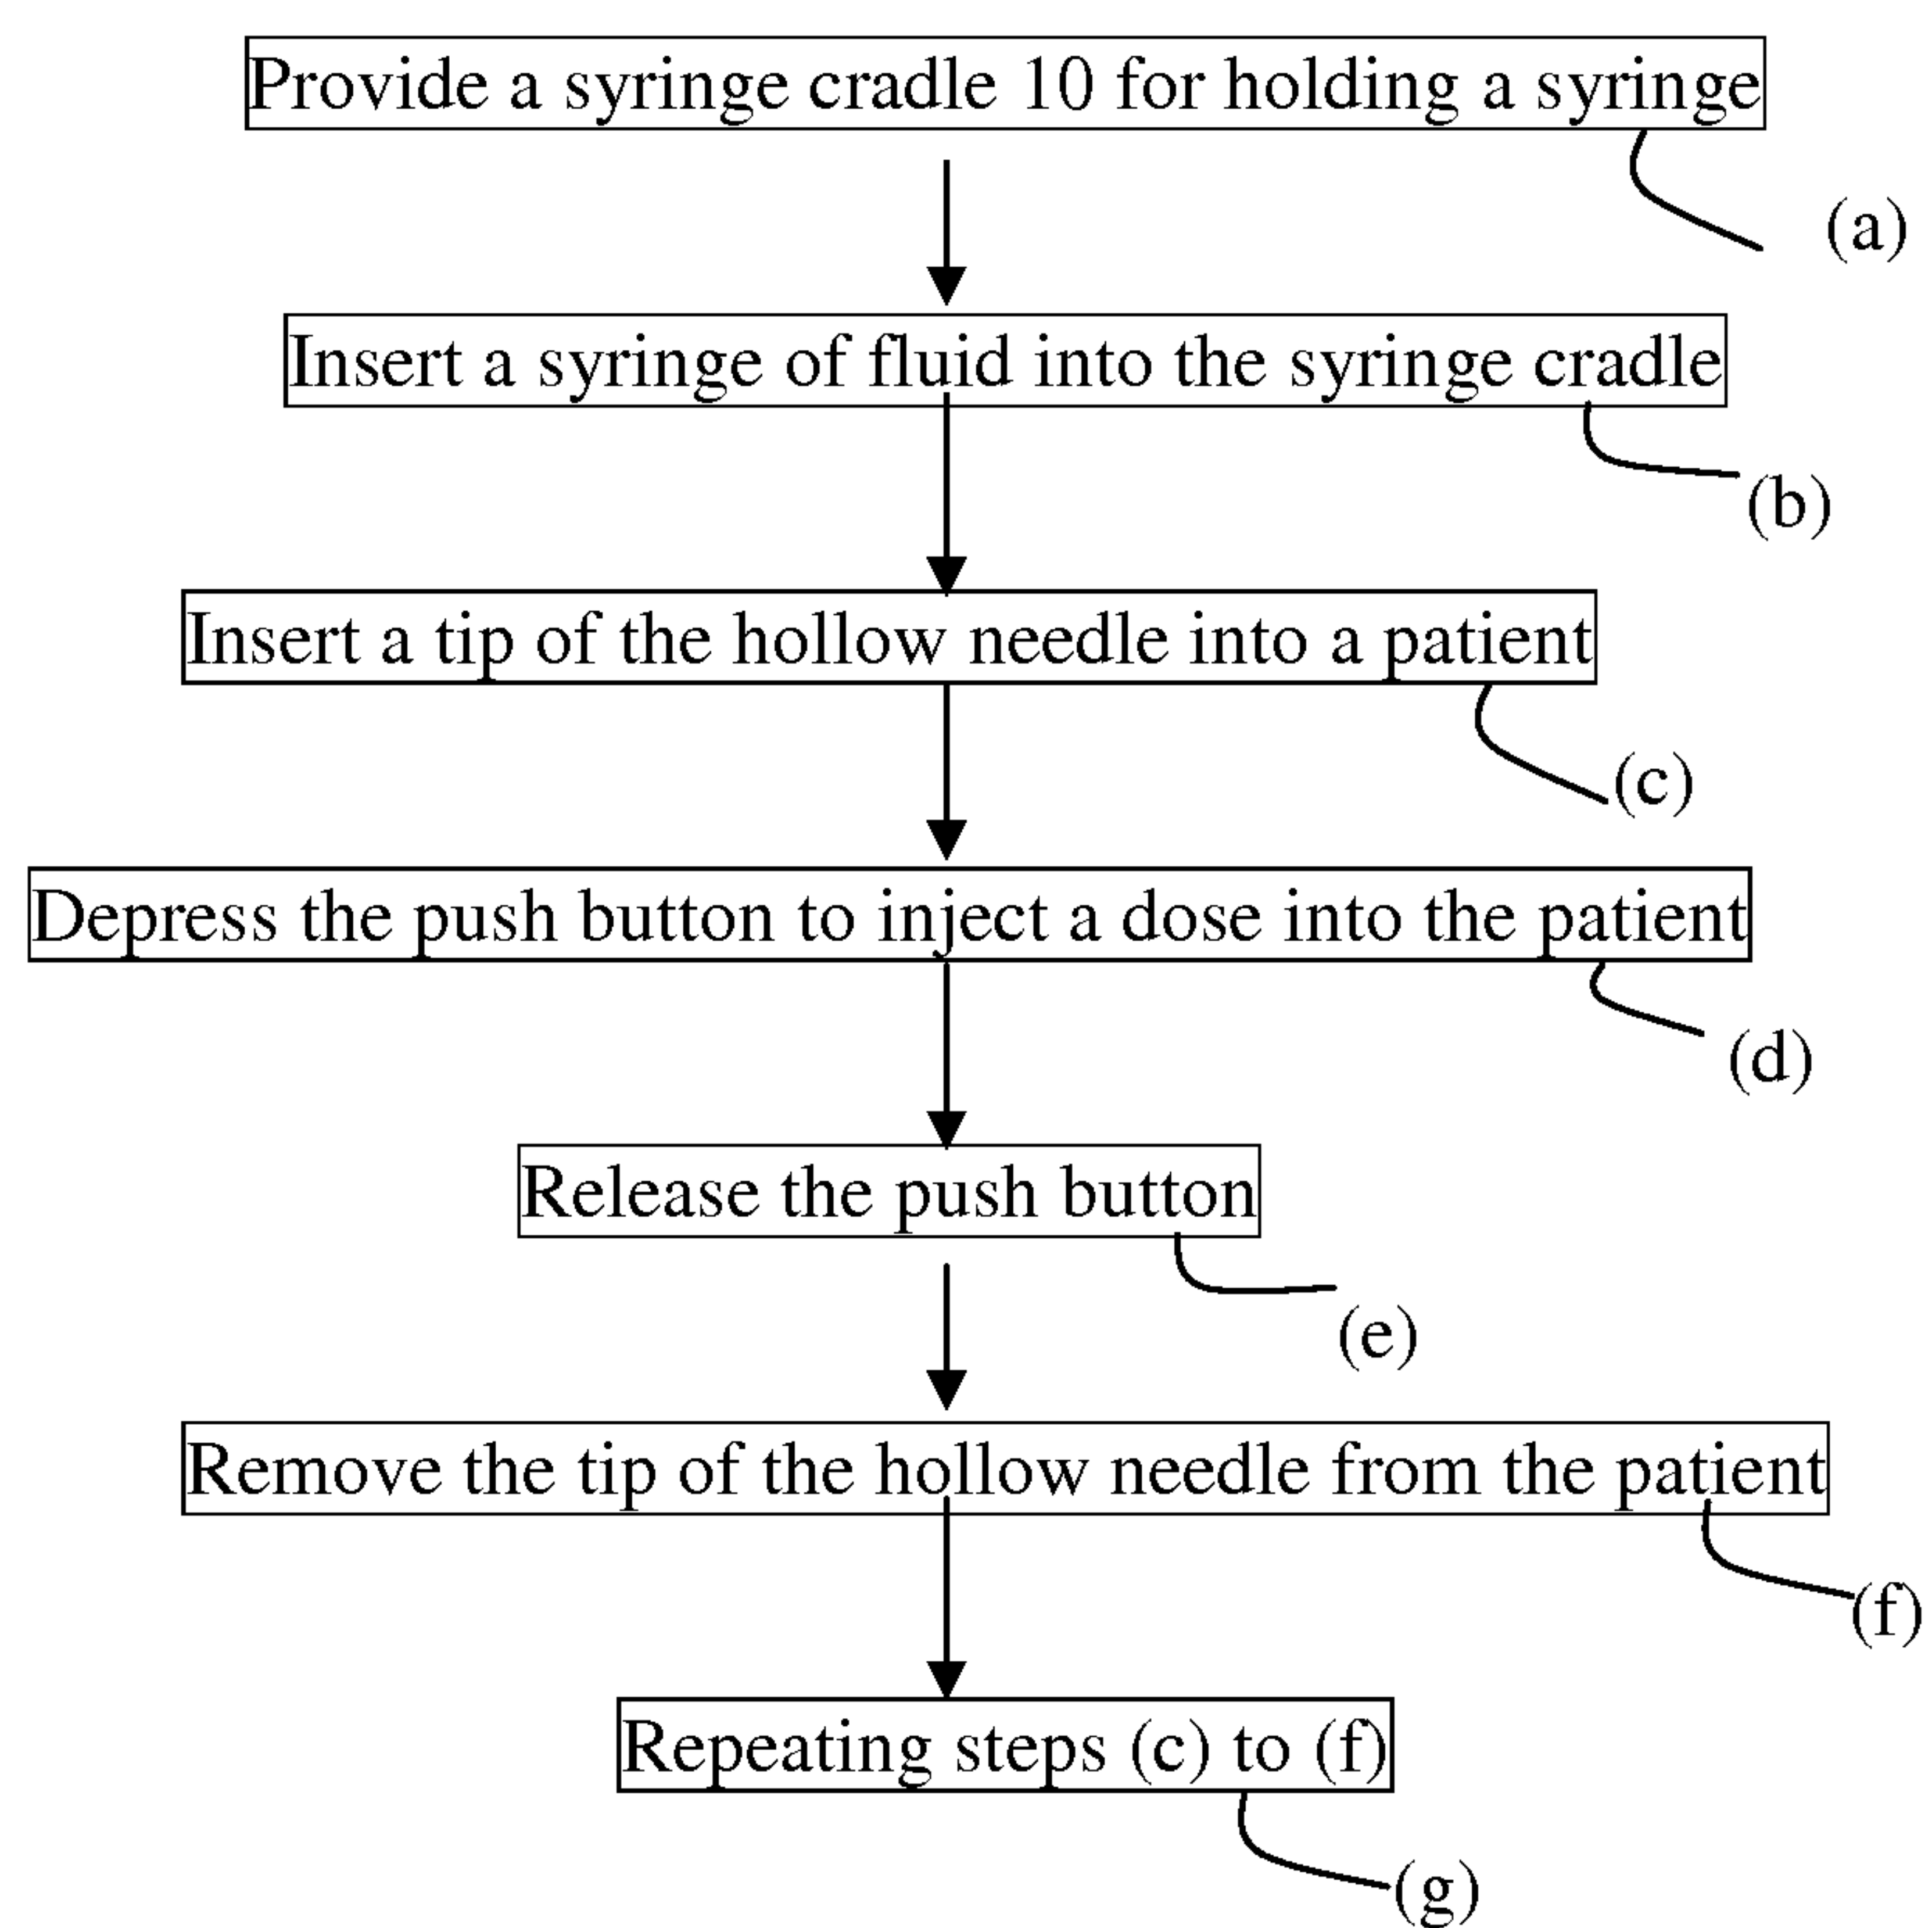 Provide a syringe cradle 10 for holding a syringe
(a)
Insert a syringe of fluid into the syringe cradle
(b)
Insert a tip of the hollow needle into a patient
(c)
Depress the push button to inject a dose into the patient
(d)
Release the push button
(e)
Remove the tip of the hollow needle from the patient
(f)
Repeating steps (c) to (f)
(g)